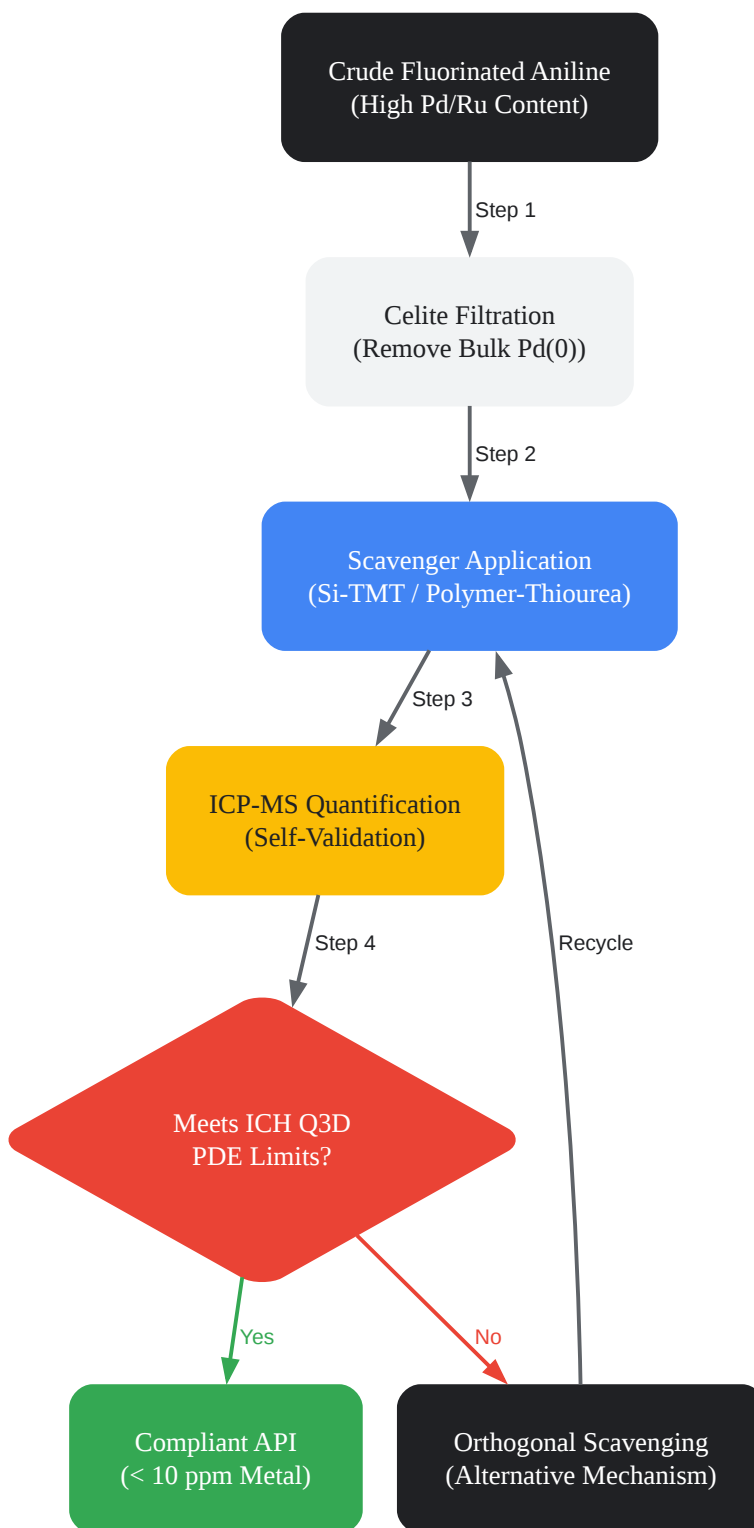 Crude Fluorinated Aniline
(High Pd/Ru Content)
Step 1
Celite Filtration
(Remove Bulk Pd(0))
Step 2
Scavenger Application
(Si-TMT / Polymer-Thiourea)
Step 3
ICP-MS Quantification
(Self-Validation)
Step 4
Recycle
Meets ICH Q3D
PDE Limits?
Yes
No
Compliant API
(< 10 ppm Metal)
Orthogonal Scavenging
(Alternative Mechanism)